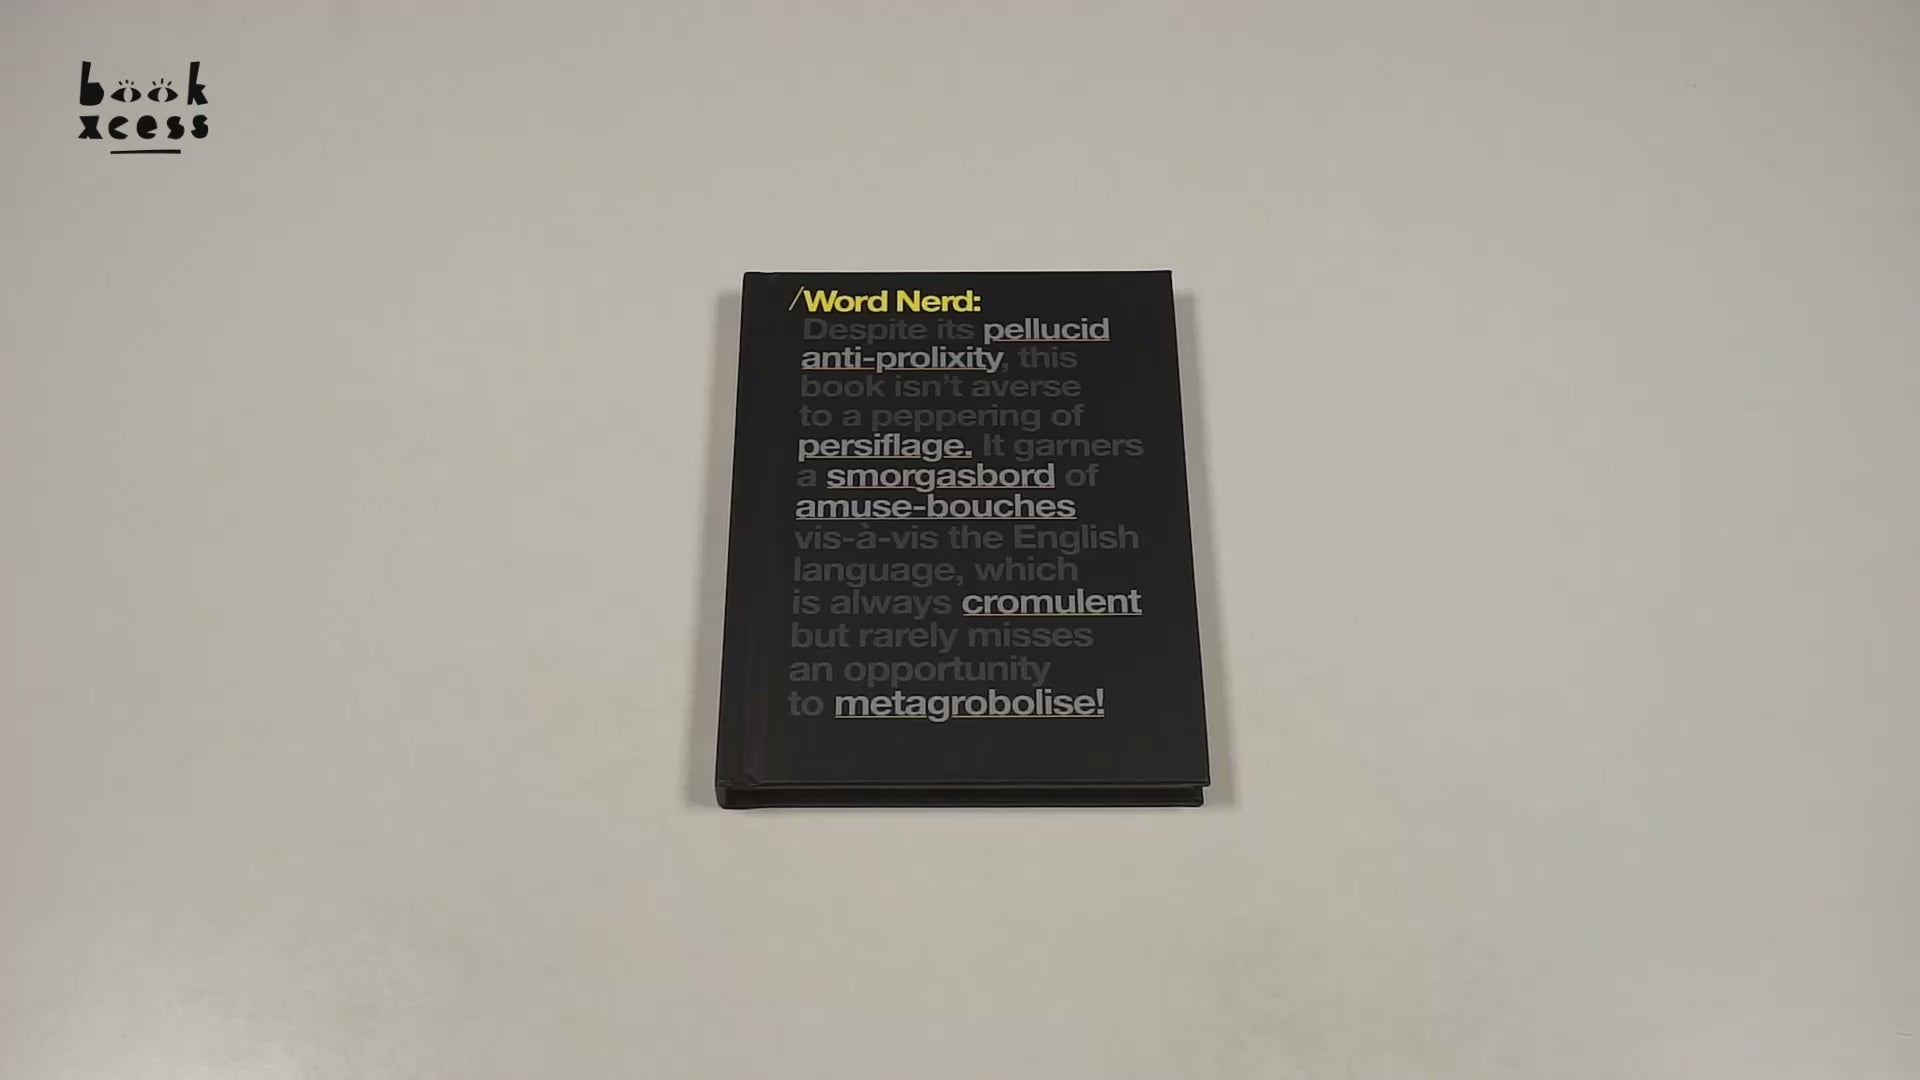 book
xcess
/Word Nerd:
Despite its pellucid
anti-prolixity, this
book isn't averse
to a peppering of
persiflage. It garners
a smorgasbord of
amuse-bouches
vis-à-vis the English
language, which
is always cromulent
but rarely misses
an opportunity
to metagrobolise!